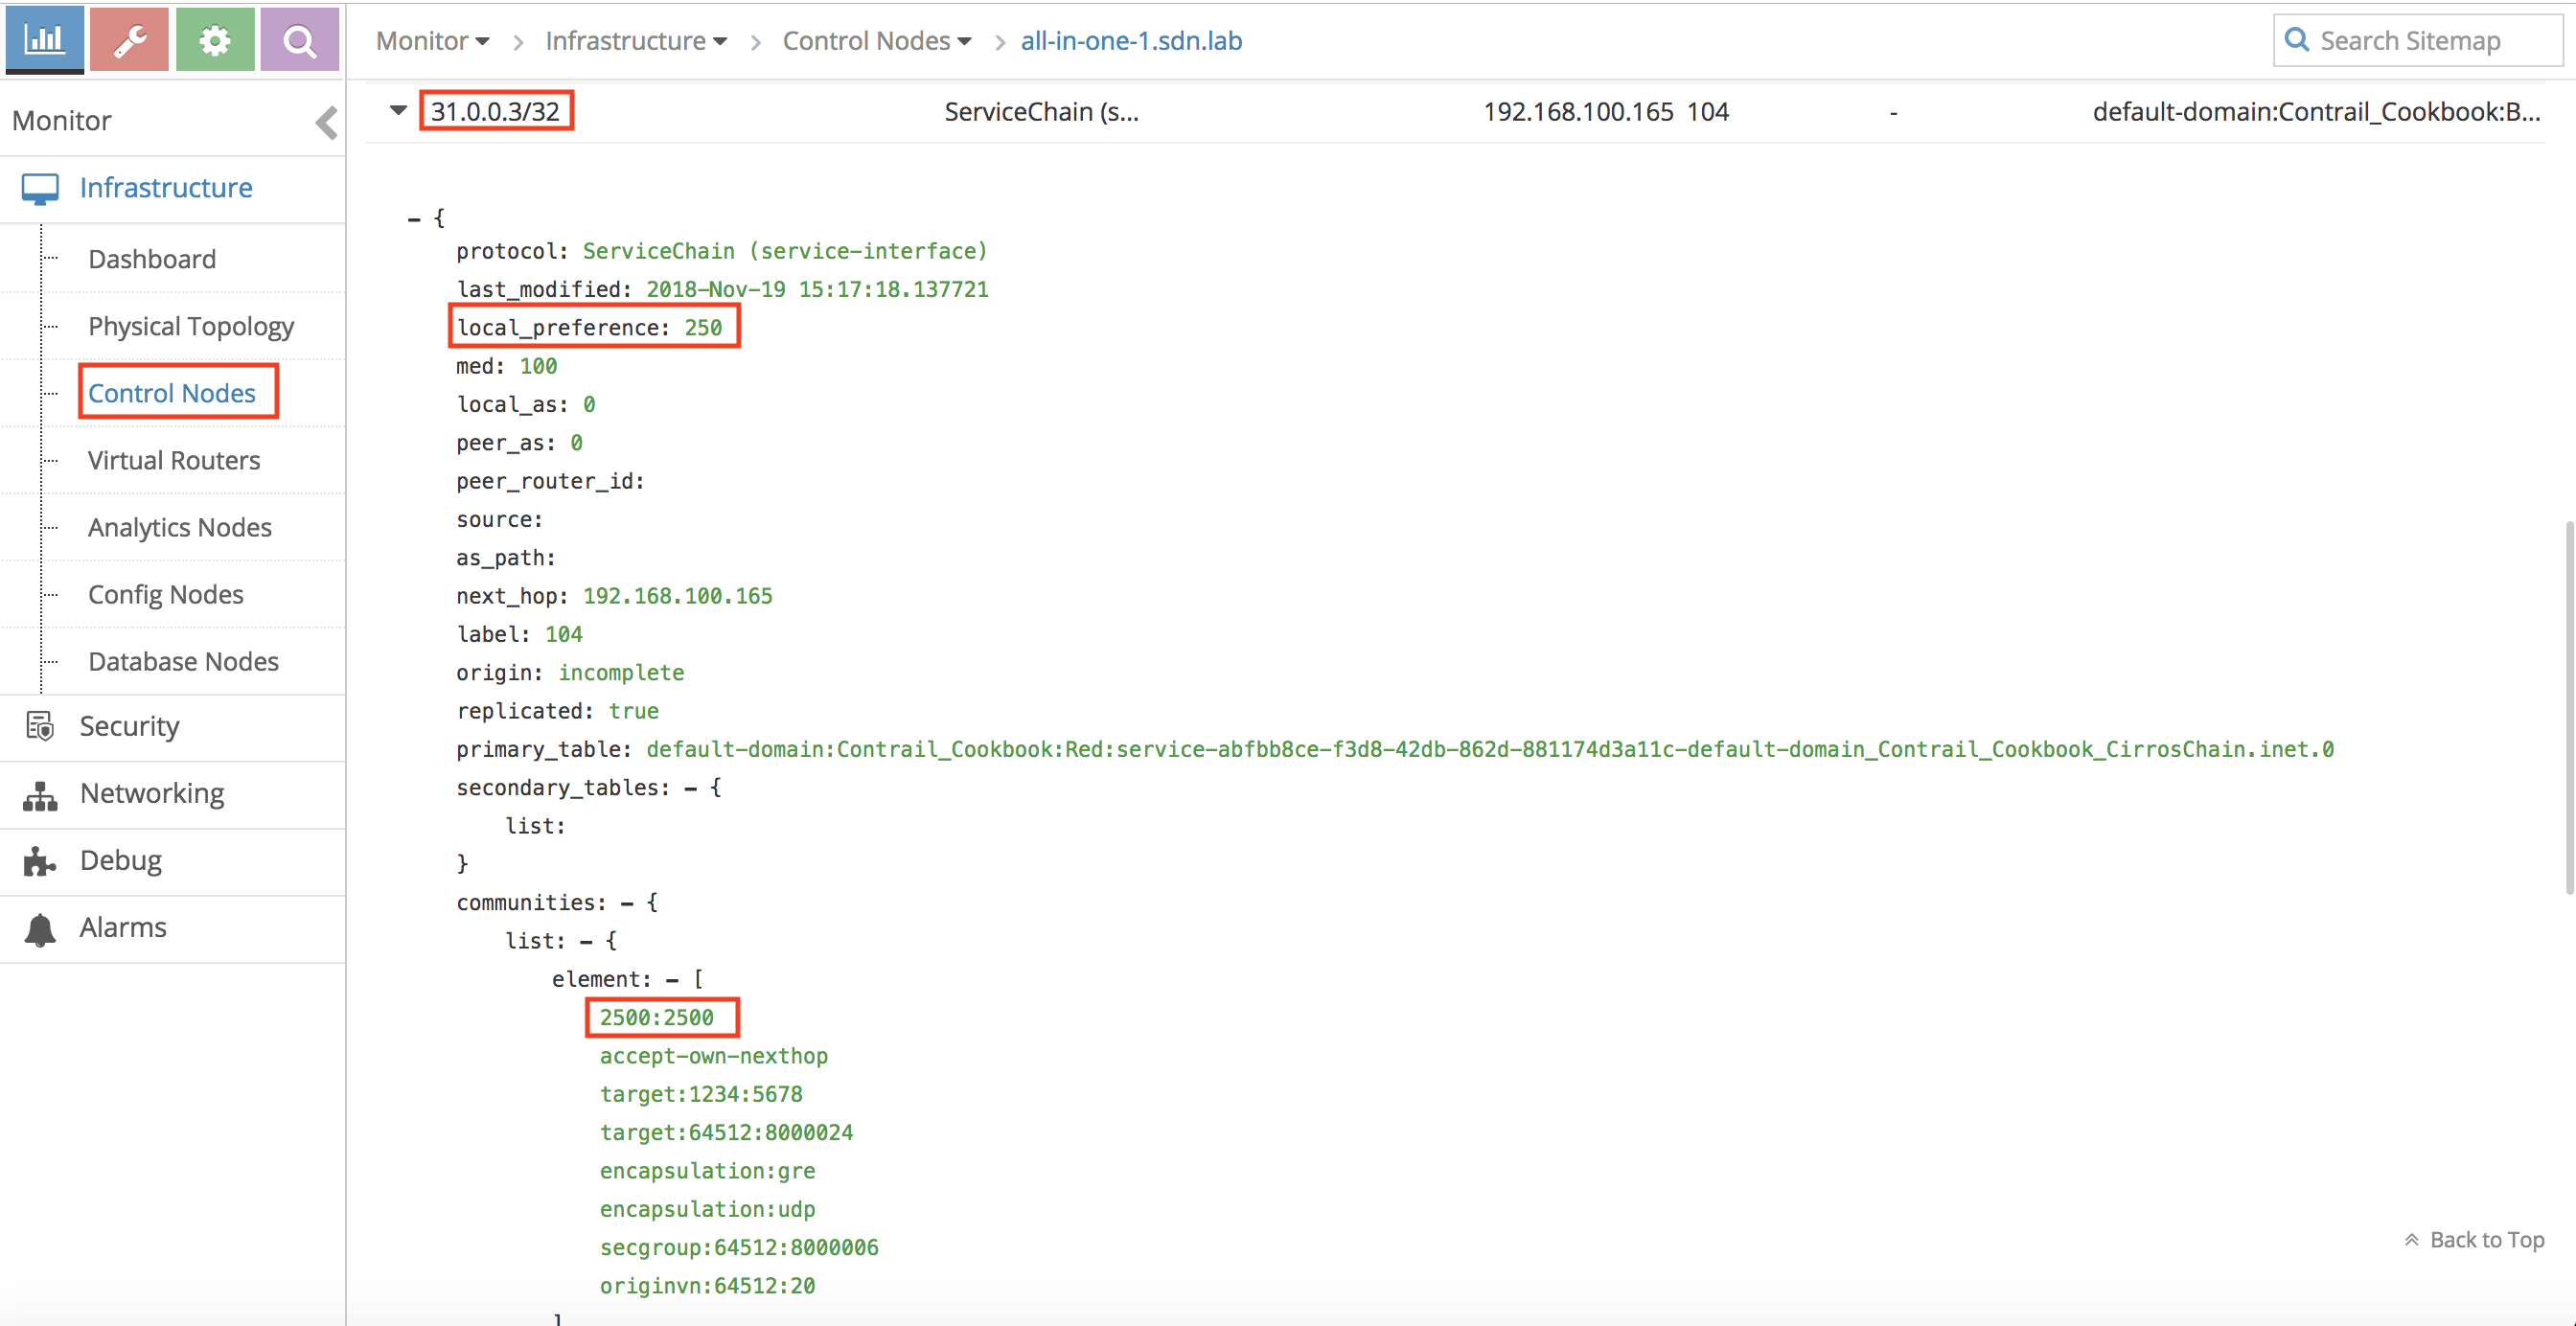 Monitor > Infrastructure > Control Nodes > all-in-one-1.sdn.lab
Search Sitemap
Monitor
Infrastructure
Dashboard
Physical Topology
Control Nodes
Virtual Routers
Analytics Nodes
Config Nodes
Database Nodes
Security
Networking
Debug
Alarms
31.0.0.3/32 ServiceChain (s... 192.168.100.165 104 - default-domain:Contrail_Cookbook:B...
– {
protocol: ServiceChain (service-interface)
last_modified: 2018-Nov-19 15:17:18.137721
local_preference: 250
med: 100
local_as: 0
peer_as: 0
peer_router_id:
source:
as_path:
next_hop: 192.168.100.165
label: 104
origin: incomplete
replicated: true
primary_table: default-domain:Contrail_Cookbook:Red:service-abfbb8ce-f3d8-42db-862d-881174d3a11c-default-domain_Contrail_Cookbook_CirrosChain.inet.0
secondary_tables: – {
list:
}
communities: – {
list: – {
element: – [
2500:2500
accept-own-nexthop
target:1234:5678
target:64512:8000024
encapsulation:gre
encapsulation:udp
secgroup:64512:8000006
originvn:64512:20
]
Back to Top